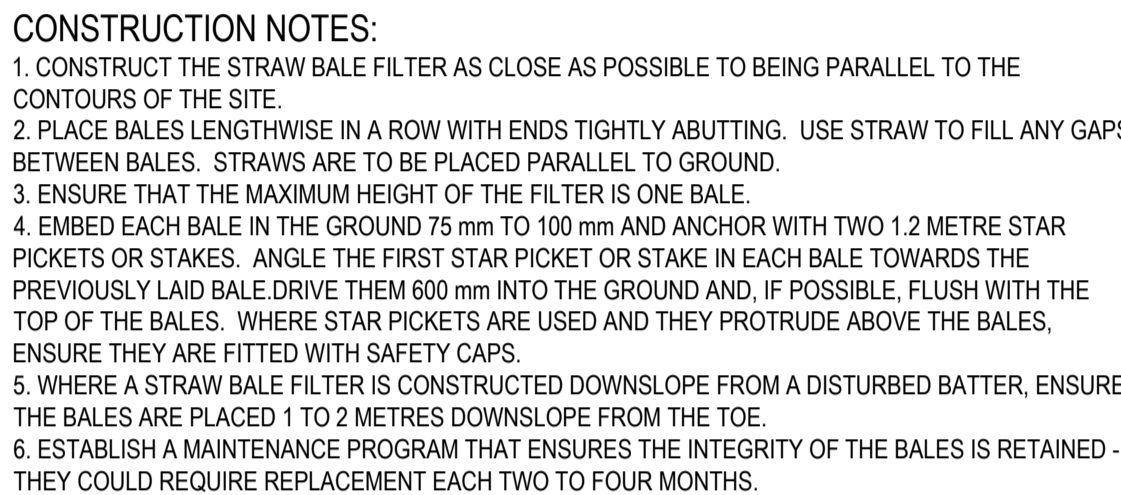 CONSTRUCTION NOTES:
1. CONSTRUCT THE STRAW BALE FILTER AS CLOSE AS POSSIBLE TO BEING PARALLEL TO THE
CONTOURS OF THE SITE.
2. PLACE BALES LENGTHWISE IN A ROW WITH ENDS TIGHTLY ABUTTING.  USE STRAW TO FILL ANY GAPS
BETWEEN BALES.  STRAWS ARE TO BE PLACED PARALLEL TO GROUND.
3. ENSURE THAT THE MAXIMUM HEIGHT OF THE FILTER IS ONE BALE.
4. EMBED EACH BALE IN THE GROUND 75 mm TO 100 mm AND ANCHOR WITH TWO 1.2 METRE STAR
PICKETS OR STAKES.  ANGLE THE FIRST STAR PICKET OR STAKE IN EACH BALE TOWARDS THE
PREVIOUSLY LAID BALE.DRIVE THEM 600 mm INTO THE GROUND AND, IF POSSIBLE, FLUSH WITH THE
TOP OF THE BALES.  WHERE STAR PICKETS ARE USED AND THEY PROTRUDE ABOVE THE BALES,
ENSURE THEY ARE FITTED WITH SAFETY CAPS.
5. WHERE A STRAW BALE FILTER IS CONSTRUCTED DOWNSLOPE FROM A DISTURBED BATTER, ENSURE
THE BALES ARE PLACED 1 TO 2 METRES DOWNSLOPE FROM THE TOE.
6. ESTABLISH A MAINTENANCE PROGRAM THAT ENSURES THE INTEGRITY OF THE BALES IS RETAINED -
THEY COULD REQUIRE REPLACEMENT EACH TWO TO FOUR MONTHS.